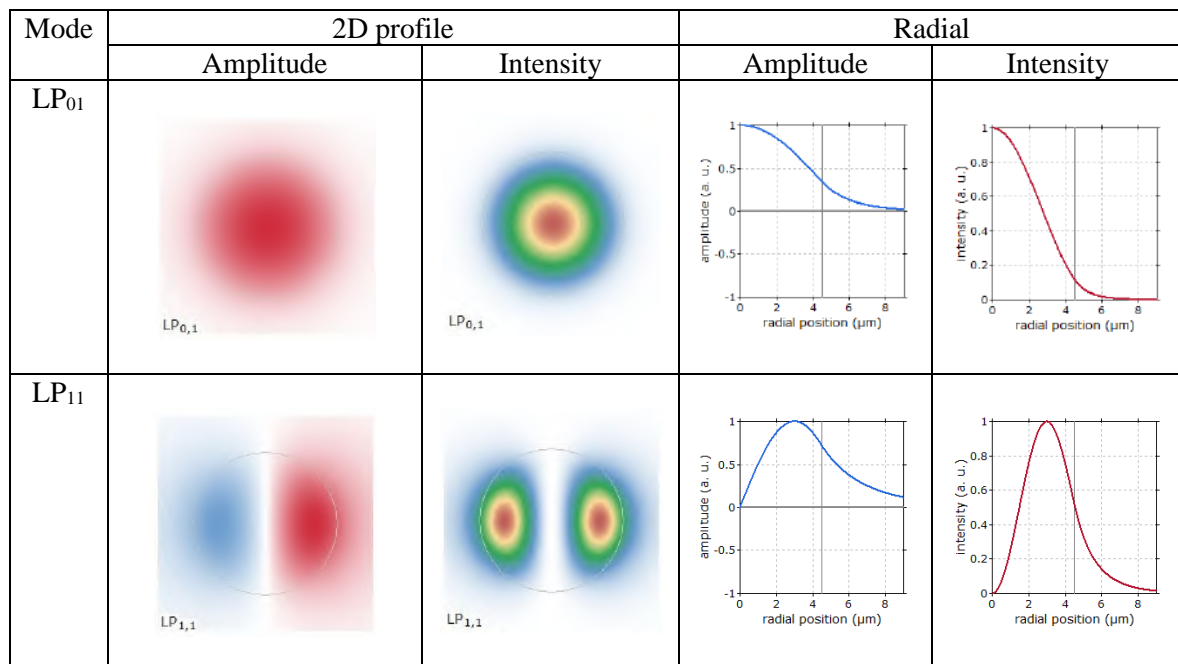 Mode 2D profile Radial
Amplitude Intensity Amplitude Intensity
LP₀₁
LP₀,₁
1
0.5
0
-0.5
-1
amplitude (a. u.)
0 2 4 6 8
radial position (µm)
1
0.8
0.6
0.4
0.2
0
intensity (a. u.)
0 2 4 6 8
radial position (µm)
LP₁₁
LP₁,₁
LP₁,₁
1
0.5
0
-0.5
-1
amplitude (a. u.)
0 2 4 6 8
radial position (µm)
1
0.8
0.6
0.4
0.2
0
intensity (a. u.)
0 2 4 6 8
radial position (µm)